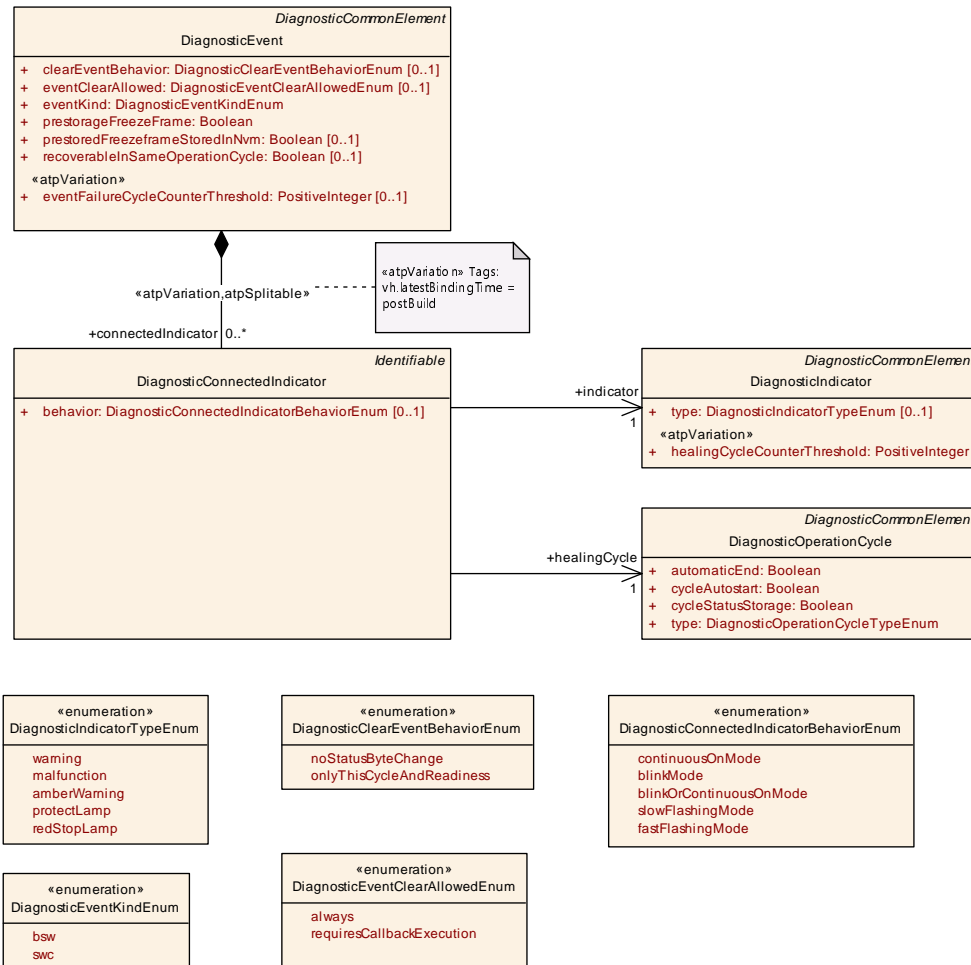 DiagnosticCommonElement
DiagnosticEvent
+ clearEventBehavior: DiagnosticClearEventBehaviorEnum [0..1]
+ eventClearAllowed: DiagnosticEventClearAllowedEnum [0..1]
+ eventKind: DiagnosticEventKindEnum
+ prestorageFreezeFrame: Boolean
+ prestoredFreezeframeStoredInNvm: Boolean [0..1]
+ recoverableInSameOperationCycle: Boolean [0..1]
«atpVariation»
+ eventFailureCycleCounterThreshold: PositiveInteger [0..1]
«atpVariation» Tags:
vh.latestBindingTime =
postBuild
«atpVariation,atpSplitable»
+connectedIndicator 0..*
Identifiable
DiagnosticConnectedIndicator
+ behavior: DiagnosticConnectedIndicatorBehaviorEnum [0..1]
+indicator
1
DiagnosticCommonElemen
DiagnosticIndicator
+ type: DiagnosticIndicatorTypeEnum [0..1]
«atpVariation»
+ healingCycleCounterThreshold: PositiveInteger
+healingCycle
1
DiagnosticCommonElemen
DiagnosticOperationCycle
+ automaticEnd: Boolean
+ cycleAutostart: Boolean
+ cycleStatusStorage: Boolean
+ type: DiagnosticOperationCycleTypeEnum
«enumeration»
DiagnosticIndicatorTypeEnum
warning
malfunction
amberWarning
protectLamp
redStopLamp
«enumeration»
DiagnosticClearEventBehaviorEnum
noStatusByteChange
onlyThisCycleAndReadiness
«enumeration»
DiagnosticConnectedIndicatorBehaviorEnum
continuousOnMode
blinkMode
blinkOrContinuousOnMode
slowFlashingMode
fastFlashingMode
«enumeration»
DiagnosticEventKindEnum
bsw
swc
«enumeration»
DiagnosticEventClearAllowedEnum
always
requiresCallbackExecution